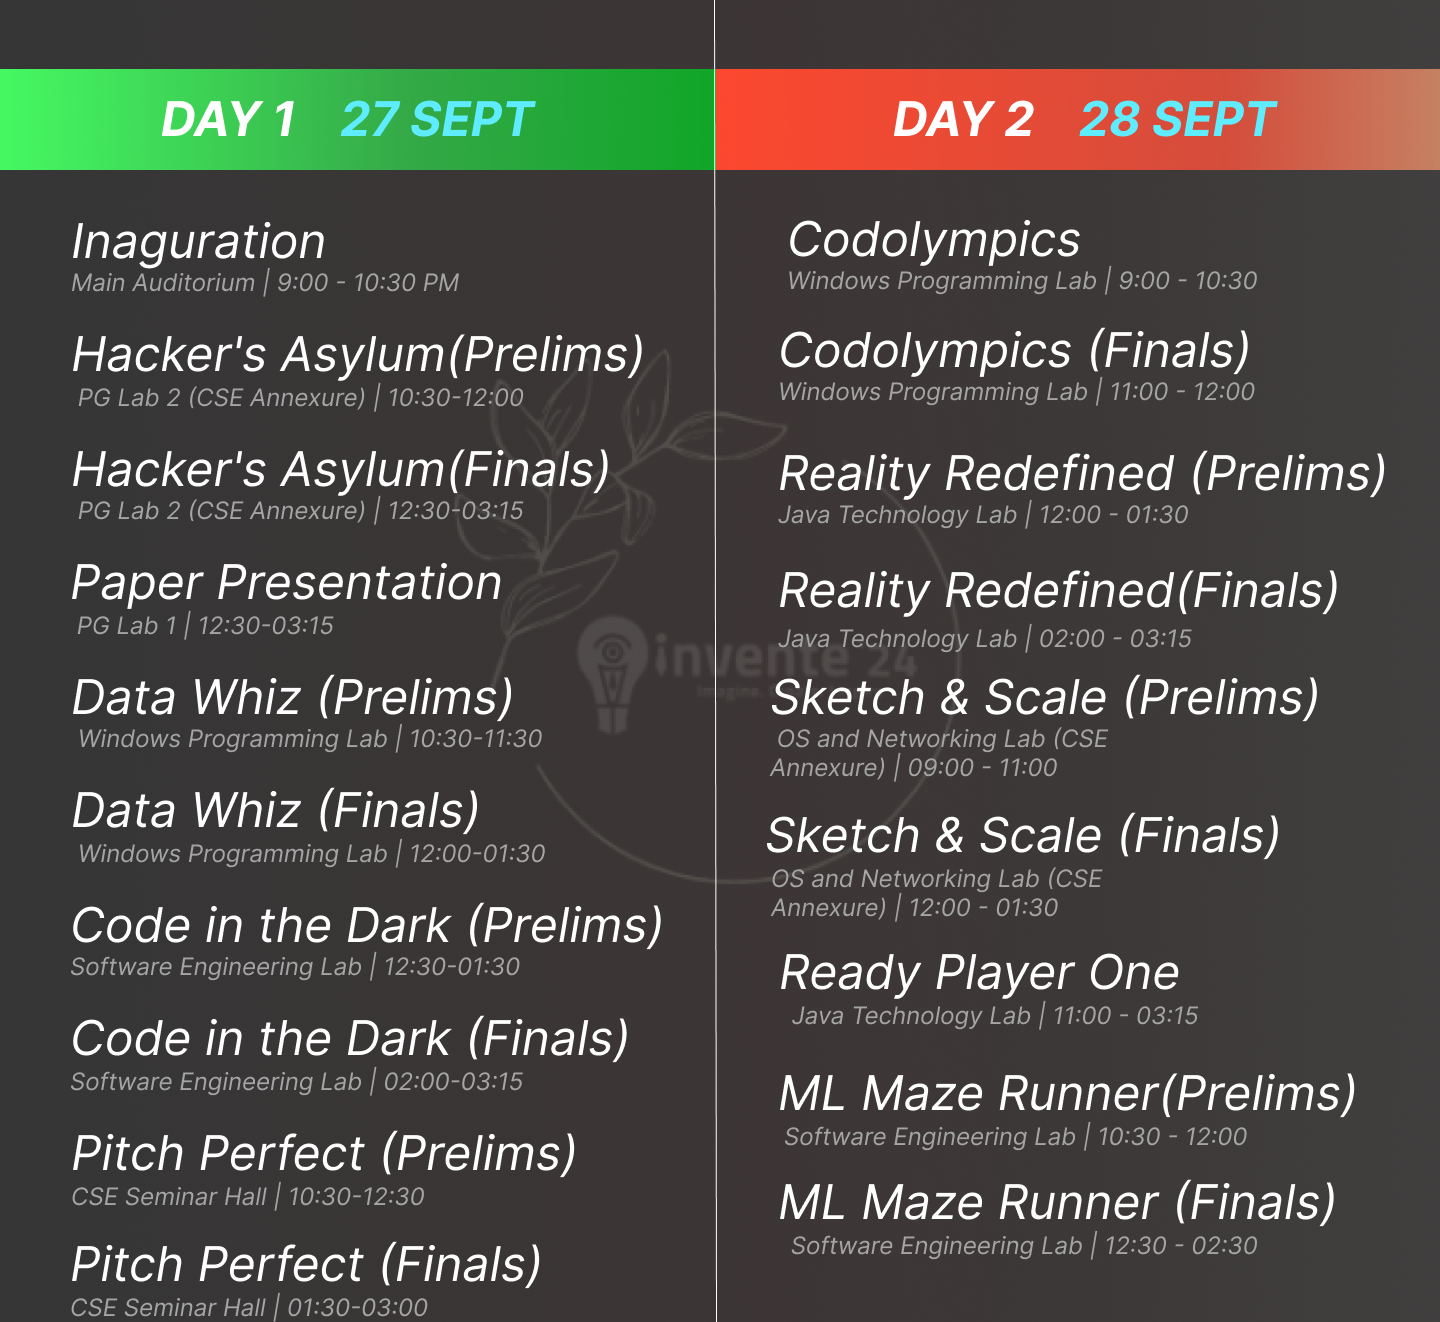 DAY 1 27 SEPT
Inaguration
Main Auditorium | 9:00 - 10:30 PM
Hacker's Asylum(Prelims)
PG Lab 2 (CSE Annexure) | 10:30-12:00
Hacker's Asylum(Finals)
PG Lab 2 (CSE Annexure) | 12:30-03:15
Paper Presentation
PG Lab 1 | 12:30-03:15
Data Whiz (Prelims)
Windows Programming Lab | 10:30-11:30
Data Whiz (Finals)
Windows Programming Lab | 12:00-01:30
Code in the Dark (Prelims)
Software Engineering Lab | 12:30-01:30
Code in the Dark (Finals)
Software Engineering Lab | 02:00-03:15
Pitch Perfect (Prelims)
CSE Seminar Hall | 10:30-12:30
Pitch Perfect (Finals)
CSE Seminar Hall | 01:30-03:00
DAY 2 28 SEPT
Codolympics
Windows Programming Lab | 9:00 - 10:30
Codolympics (Finals)
Windows Programming Lab | 11:00 - 12:00
Reality Redefined (Prelims)
Java Technology Lab | 12:00 - 01:30
Reality Redefined(Finals)
Java Technology Lab | 02:00 - 03:15
Sketch & Scale (Prelims)
OS and Networking Lab (CSE
Annexure) | 09:00 - 11:00
Sketch & Scale (Finals)
OS and Networking Lab (CSE
Annexure) | 12:00 - 01:30
Ready Player One
Java Technology Lab | 11:00 - 03:15
ML Maze Runner(Prelims)
Software Engineering Lab | 10:30 - 12:00
ML Maze Runner (Finals)
Software Engineering Lab | 12:30 - 02:30
invente 24
Imagine.